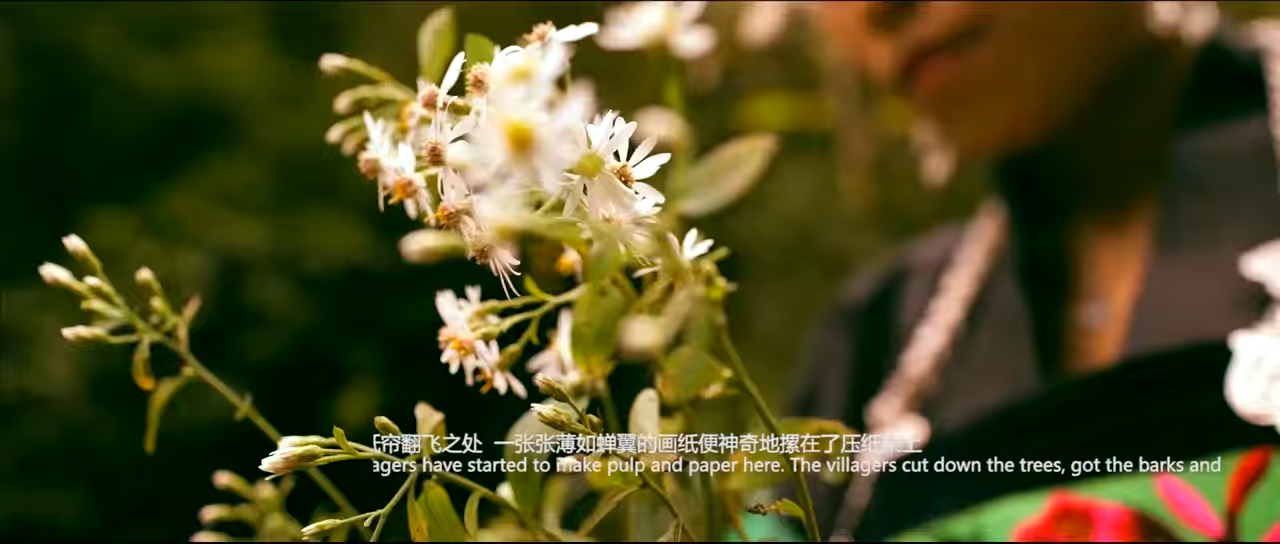 帘翻飞之处 一张张薄如蝉翼的画纸便神奇地摞在了压纸
agers have started to make pulp and paper here. The villagers cut down the trees, got the barks and